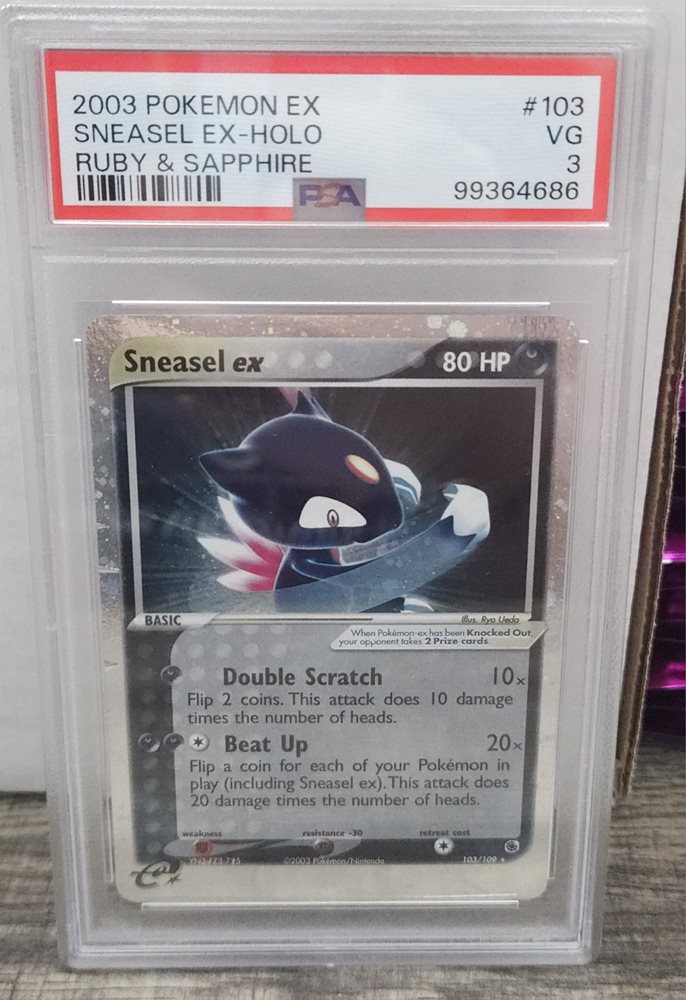 2003 POKEMON EX #103
SNEASEL EX-HOLO VG
RUBY & SAPPHIRE 3
PSA 99364686
Sneasel ex 80 HP
BASIC Illus. Ryo Ueda
When Pokémon-ex has been Knocked Out,
your opponent takes 2 Prize cards.
Double Scratch 10x
Flip 2 coins. This attack does 10 damage
times the number of heads.
Beat Up 20x
Flip a coin for each of your Pokémon in
play (including Sneasel ex). This attack does
20 damage times the number of heads.
weakness resistance -30 retreat cost
©2003 Pokémon/Nintendo 103/109
e